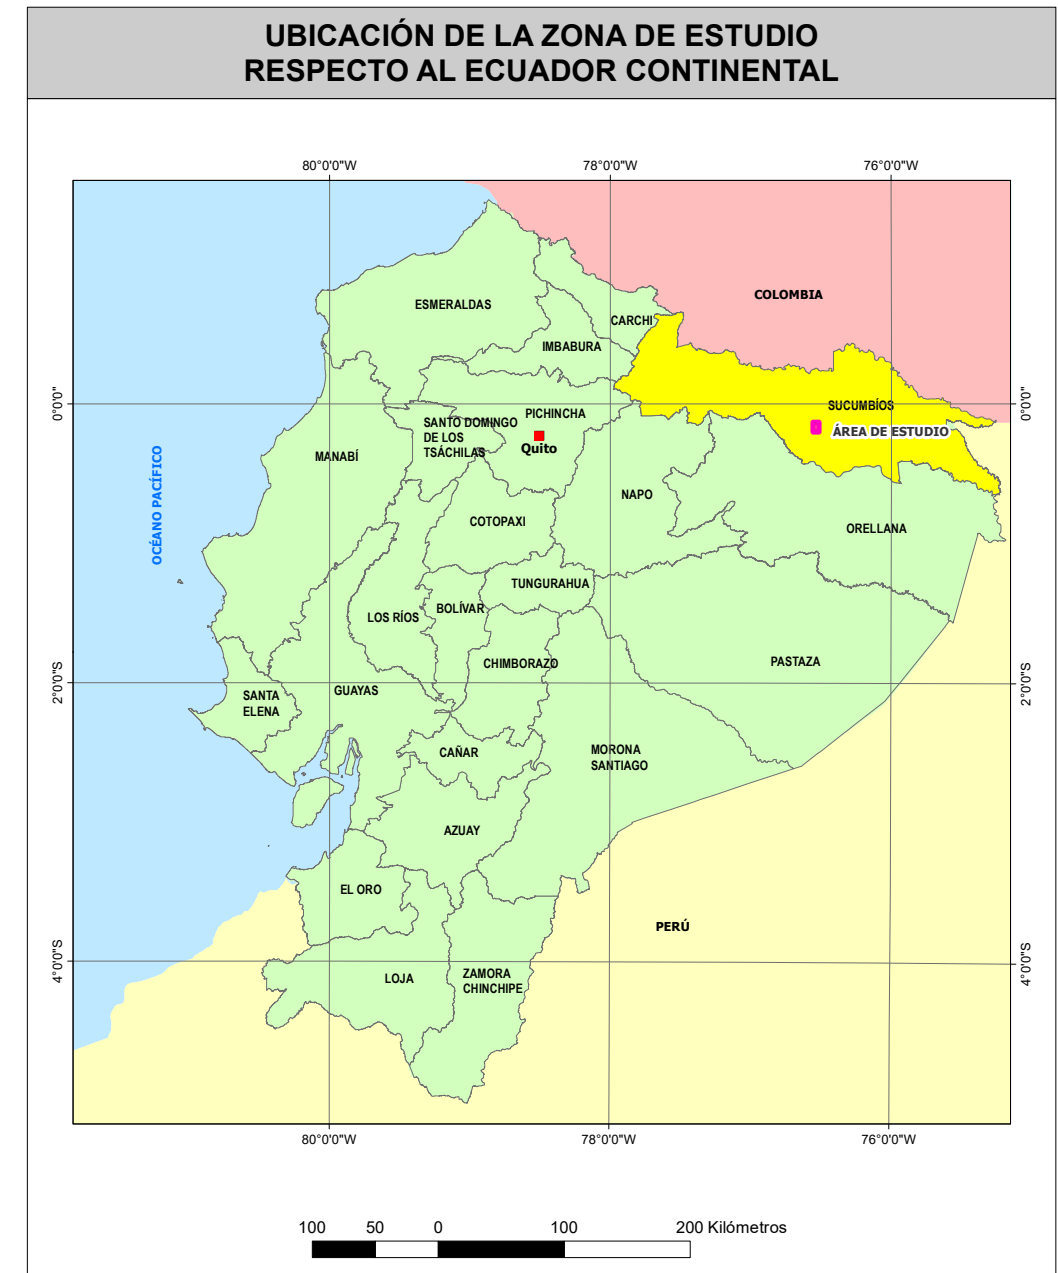 UBICACIÓN DE LA ZONA DE ESTUDIO
RESPECTO AL ECUADOR CONTINENTAL
80°0'0"W
78°0'0"W
76°0'0"W
COLOMBIA
ESMERALDAS
CARCHI
IMBABURA
0°0'0"
0°0'0"
SUCUMBÍOS
PICHINCHA
SANTO DOMINGO
DE LOS
TSÁCHILAS
ÁREA DE ESTUDIO
Quito
MANABÍ
OCÉANO PACÍFICO
NAPO
COTOPAXI
ORELLANA
TUNGURAHUA
BOLÍVAR
LOS RÍOS
CHIMBORAZO
PASTAZA
2°0'0"S
2°0'0"S
GUAYAS
SANTA
ELENA
CAÑAR
MORONA
SANTIAGO
AZUAY
EL ORO
PERÚ
4°0'0"S
4°0'0"S
LOJA
ZAMORA
CHINCHIPE
80°0'0"W
78°0'0"W
76°0'0"W
100 50 0 100 200 Kilómetros